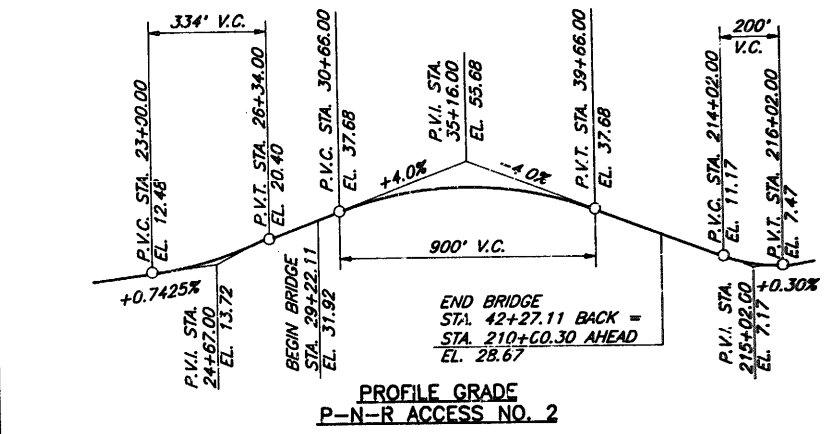 334' V.C.
P.V.C. STA. 23+00.00
EL. 12.48'
P.V.I. STA.
24+67.00
EL. 13.72
+0.7425%
P.V.T. STA. 26+34.00
EL. 20.40
BEGIN BRIDGE
STA. 29+22.11
EL. 31.92
P.V.C. STA. 30+66.00
EL. 37.68
+4.0%
P.V.I. STA.
35+16.00
EL. 55.68
-4.0%
900' V.C.
P.V.T. STA. 39+66.00
EL. 37.68
END BRIDGE
STA. 42+27.11 BACK =
STA. 210+00.30 AHEAD
EL. 28.67
200'
V.C.
P.V.C. STA. 214+02.00
EL. 11.17
P.V.I. STA.
215+02.00
EL. 7.17
P.V.T. STA. 216+02.00
EL. 7.47
+0.30%
PROFILE GRADE
P-N-R ACCESS NO. 2